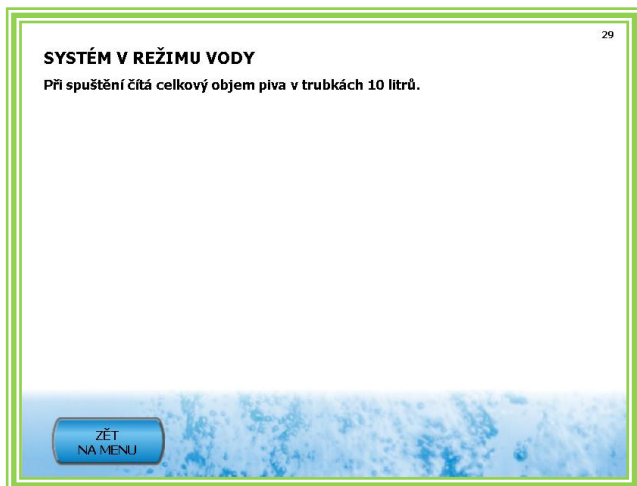 29
SYSTÉM V REŽIMU VODY
Při spuštění čítá celkový objem piva v trubkách 10 litrů.
ZĚT
NA MENU